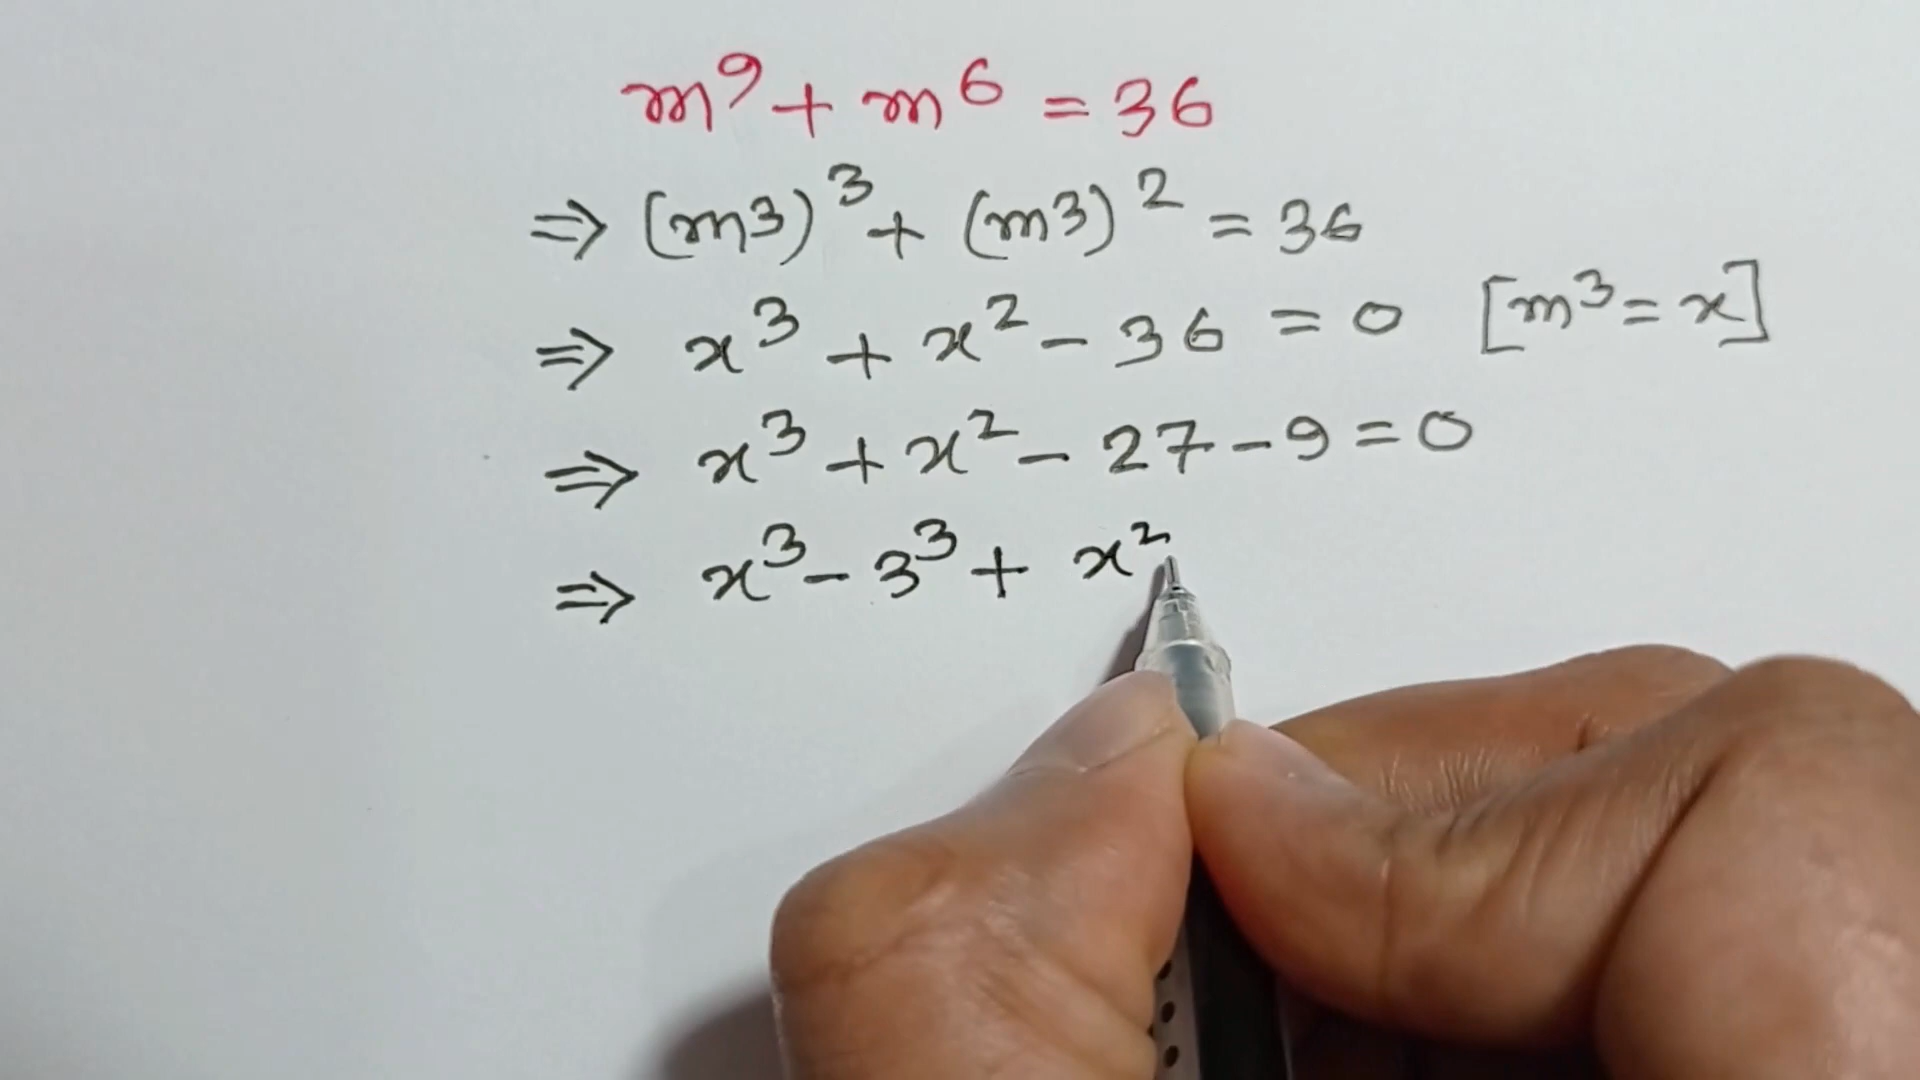 m⁹ + m⁶ = 36
⇒ (m3)³ + (m3)² = 36
⇒ x³ + x² - 36 = 0 [m³ = x]
⇒ x³ + x² - 27 - 9 = 0
⇒ x³ - 3³ + x²